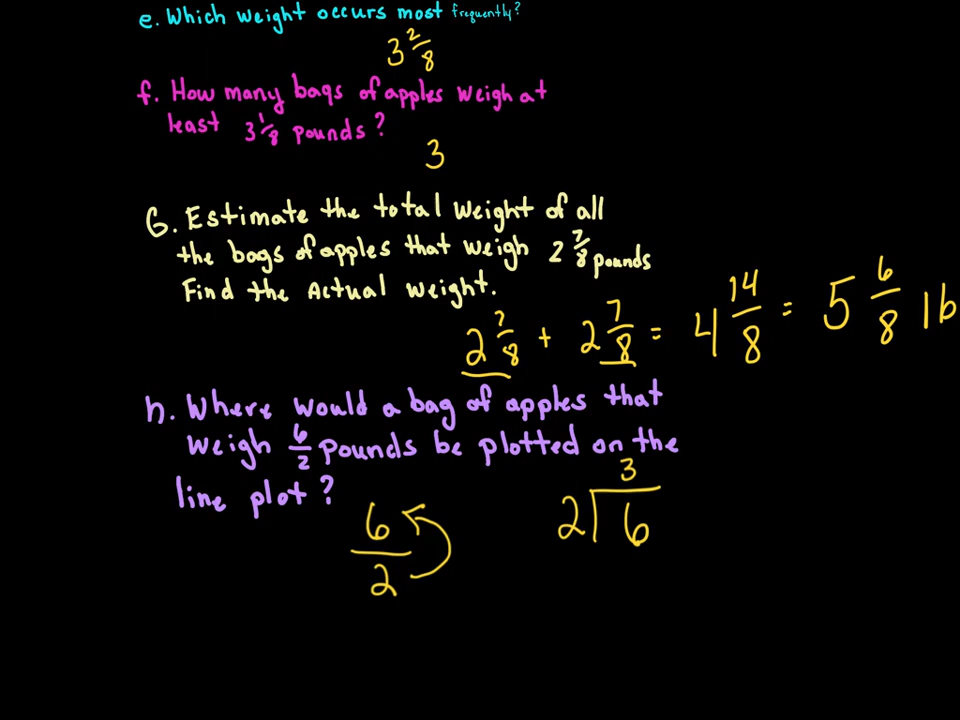 e. Which weight occurs most frequently?
3 2/8
f. How many bags of apples weigh at
least 3 1/8 pounds?
3
G. Estimate the total weight of all
the bags of apples that weigh 2 7/8 pounds
Find the Actual weight.
2 7/8 + 2 7/8 = 4 14/8 = 5 6/8 lb
h. Where would a bag of apples that
weigh 6/2 pounds be plotted on the
line plot?
6/2
3
2 6